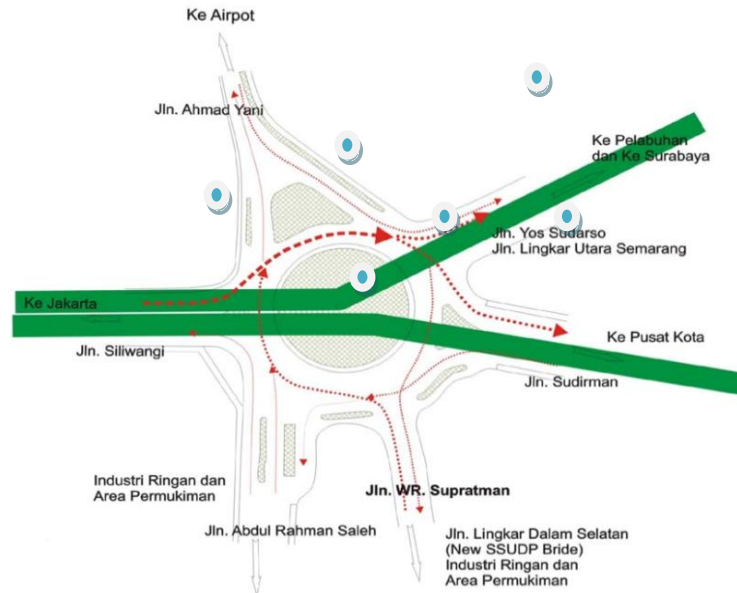 Ke Airpot
Jln. Ahmad Yani
Ke Pelabuhan
dan Ke Surabaya
Jln. Yos Sudarso
Jln. Lingkar Utara Semarang
Ke Jakarta
Ke Pusat Kota
Jln. Siliwangi
Jln. Sudirman
Industri Ringan dan
Area Permukiman
Jln. WR. Supratman
Jln. Abdul Rahman Saleh
Jln. Lingkar Dalam Selatan
(New SSUDP Bride)
Industri Ringan dan
Area Permukiman